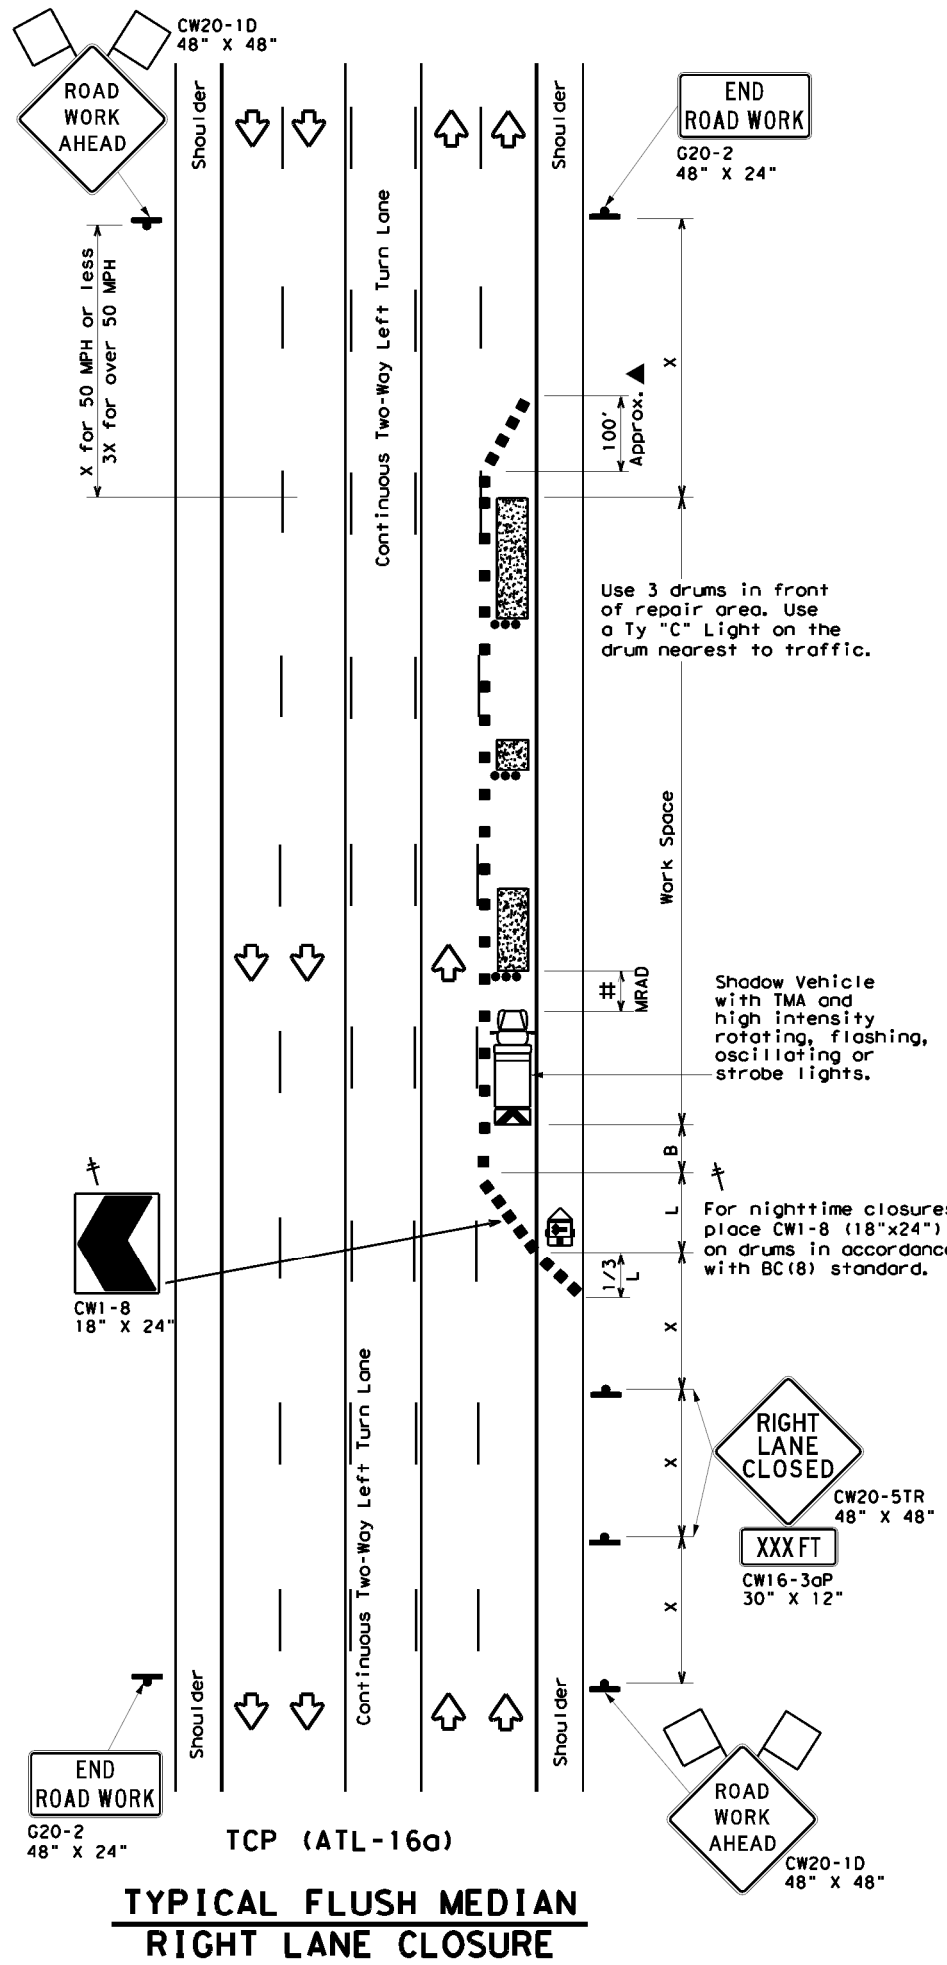 CW20-1D
48" X 48"
ROAD
WORK
AHEAD
Shoulder
Shoulder
END
ROAD WORK
G20-2
48" X 24"
X for 50 MPH or less
3X for over 50 MPH
Continuous Two-Way Left Turn Lane
X
100'
Approx.
Use 3 drums in front
of repair area. Use
a Ty "C" Light on the
drum nearest to traffic.
Work Space
#
MRAD
Shadow Vehicle
with TMA and
high intensity
rotating, flashing,
oscillating or
strobe lights.
B
L
For nighttime closures
place CW1-8 (18"x24")
on drums in accordance
with BC(8) standard.
1/3
L
CW1-8
18" X 24"
X
Continuous Two-Way Left Turn Lane
RIGHT
LANE
CLOSED
X
CW20-5TR
48" X 48"
XXX FT
CW16-3aP
30" X 12"
X
Shoulder
Shoulder
END
ROAD WORK
G20-2
48" X 24"
ROAD
WORK
AHEAD
CW20-1D
48" X 48"
TCP (ATL-16a)
TYPICAL FLUSH MEDIAN
RIGHT LANE CLOSURE